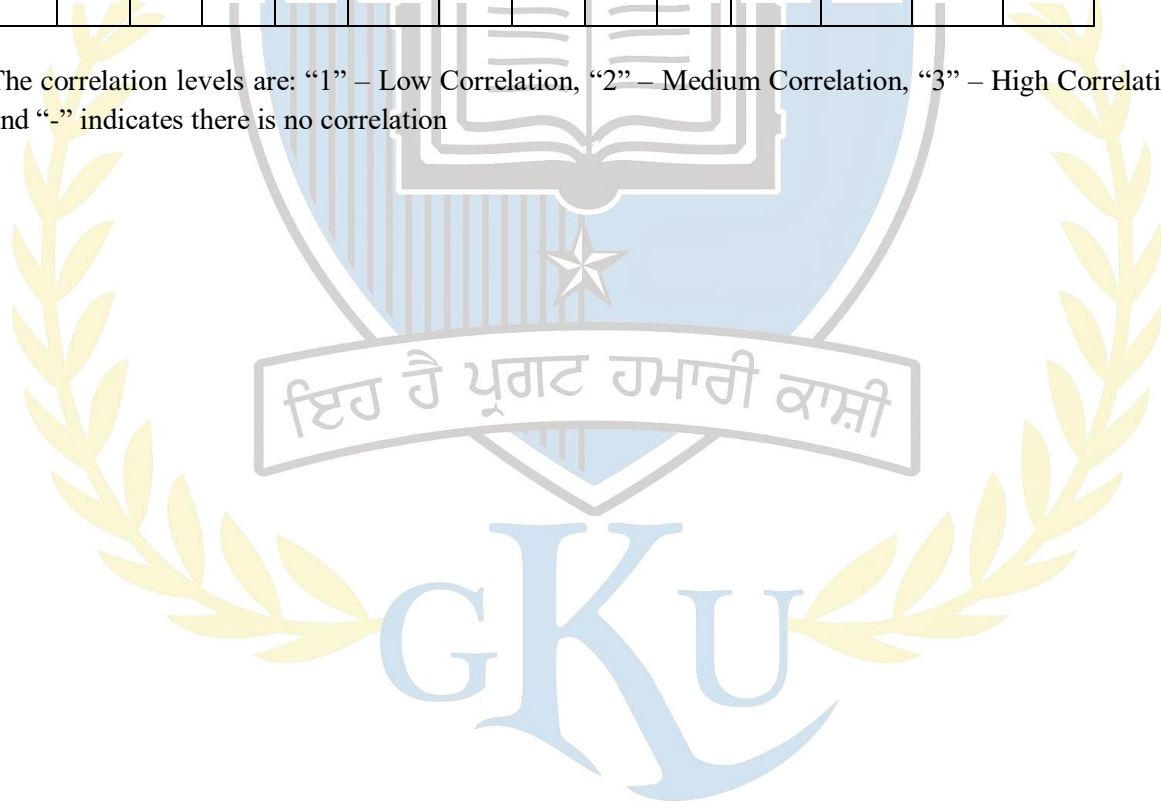 The correlation levels are: “1” – Low Correlation, “2” – Medium Correlation, “3” – High Correlati
nd “-” indicates there is no correlation
ਇਹ ਹੈ ਪ੍ਰਗਟ ਹਮਾਰੀ ਕਾਸ਼ੀ
GKU